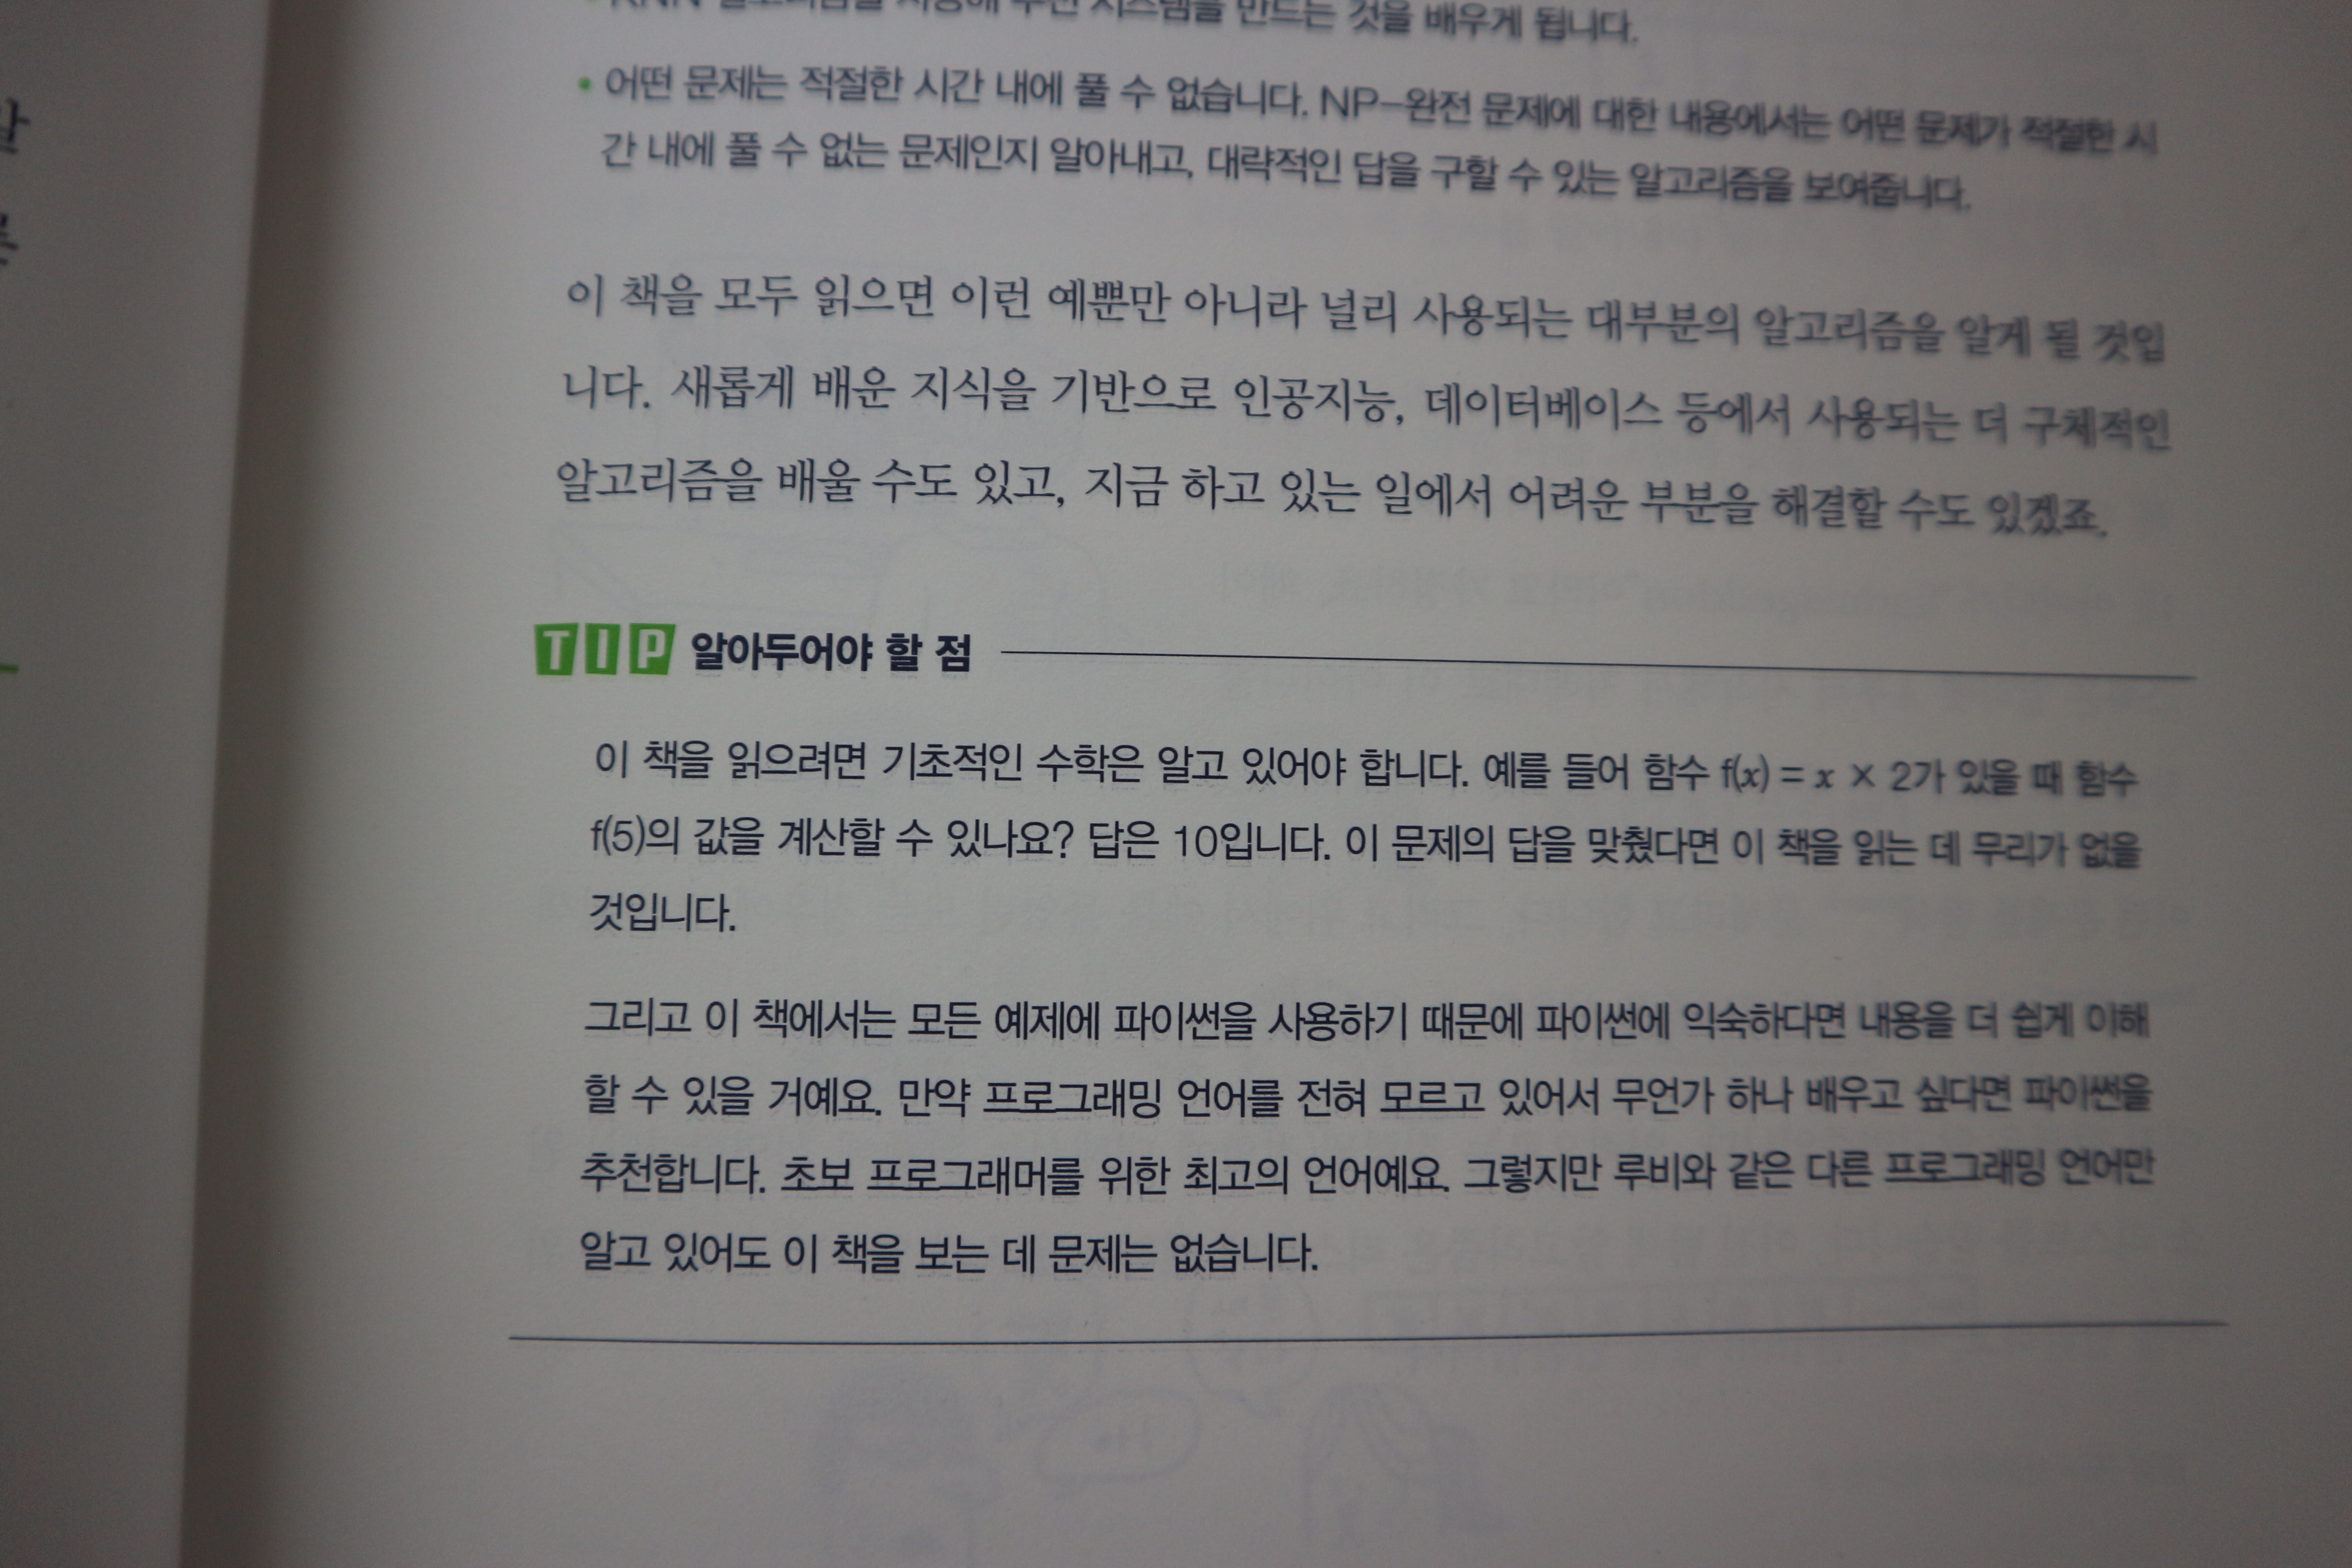 KNN 알고리즘을 사용해 추천 시스템을 만드는 것을 배우게 됩니다.
• 어떤 문제는 적절한 시간 내에 풀 수 없습니다. NP-완전 문제에 대한 내용에서는 어떤 문제가 적절한 시
간 내에 풀 수 없는 문제인지 알아내고, 대략적인 답을 구할 수 있는 알고리즘을 보여줍니다.
이 책을 모두 읽으면 이런 예뿐만 아니라 널리 사용되는 대부분의 알고리즘을 알게 될 것입
니다. 새롭게 배운 지식을 기반으로 인공지능, 데이터베이스 등에서 사용되는 더 구체적인
알고리즘을 배울 수도 있고, 지금 하고 있는 일에서 어려운 부분을 해결할 수도 있겠죠.
TIP 알아두어야 할 점
이 책을 읽으려면 기초적인 수학은 알고 있어야 합니다. 예를 들어 함수 f(x) = x × 2가 있을 때 함수
f(5)의 값을 계산할 수 있나요? 답은 10입니다. 이 문제의 답을 맞췄다면 이 책을 읽는 데 무리가 없을
것입니다.
그리고 이 책에서는 모든 예제에 파이썬을 사용하기 때문에 파이썬에 익숙하다면 내용을 더 쉽게 이해
할 수 있을 거예요. 만약 프로그래밍 언어를 전혀 모르고 있어서 무언가 하나 배우고 싶다면 파이썬을
추천합니다. 초보 프로그래머를 위한 최고의 언어예요. 그렇지만 루비와 같은 다른 프로그래밍 언어만
알고 있어도 이 책을 보는 데 문제는 없습니다.